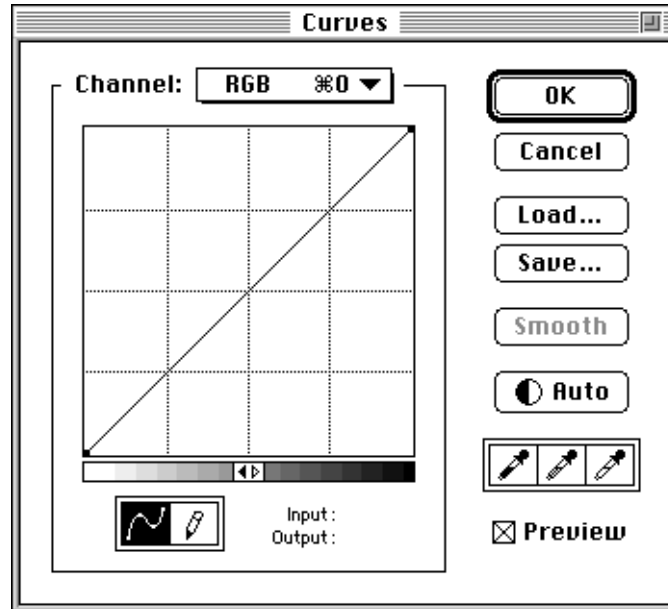 Curves
Channel: RGB ⌘0
OK
Cancel
Load...
Save...
Smooth
Auto
Input:
Output:
Preview